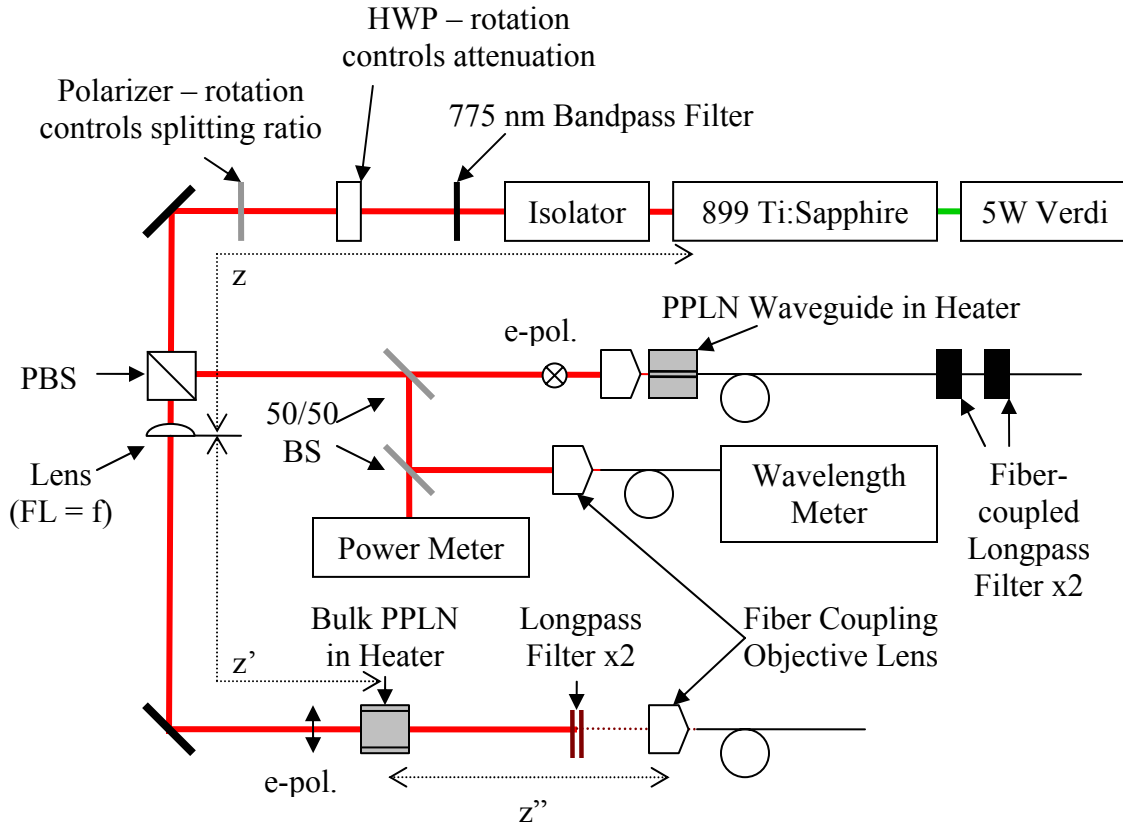 HWP – rotation
controls attenuation
Polarizer – rotation
controls splitting ratio
775 nm Bandpass Filter
Isolator
899 Ti:Sapphire
5W Verdi
z
PPLN Waveguide in Heater
e-pol.
PBS
50/50
BS
Lens
(FL = f)
Wavelength
Meter
Fiber-
coupled
Longpass
Filter x2
Power Meter
Bulk PPLN
in Heater
Longpass
Filter x2
Fiber Coupling
Objective Lens
z’
e-pol.
z”